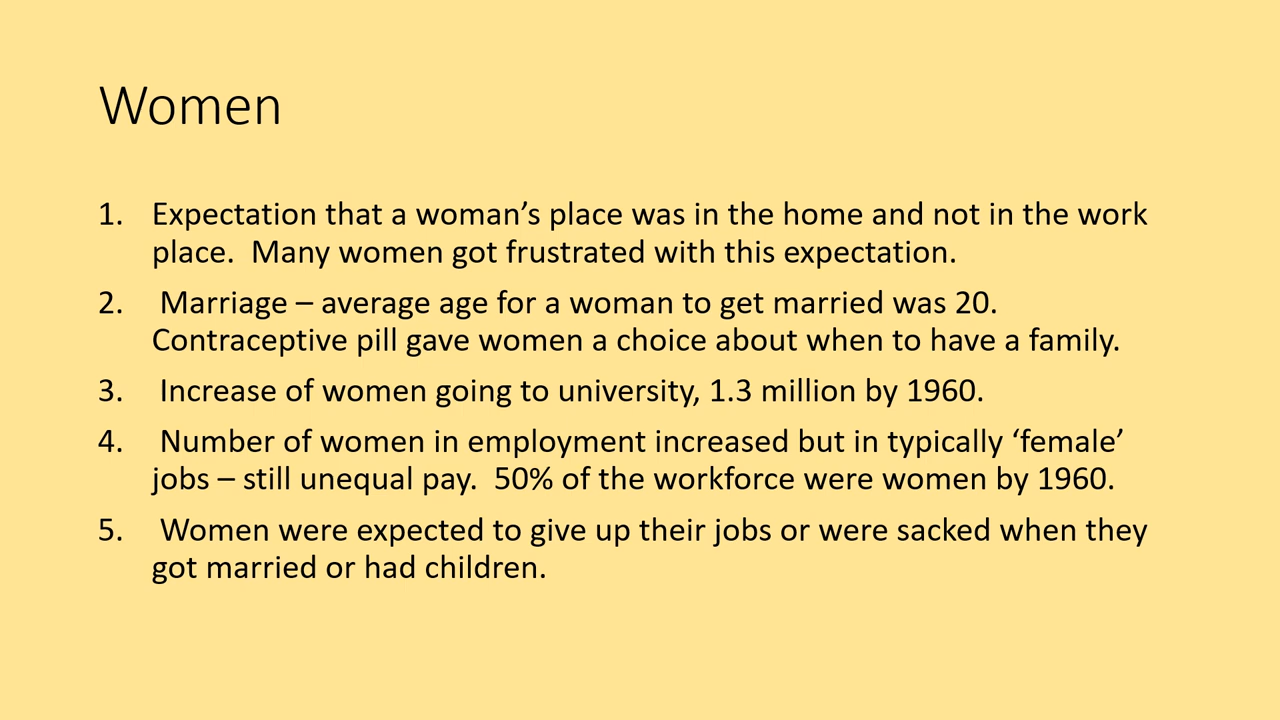 Women
1. Expectation that a woman’s place was in the home and not in the work
place.  Many women got frustrated with this expectation.
2.  Marriage – average age for a woman to get married was 20.
Contraceptive pill gave women a choice about when to have a family.
3.  Increase of women going to university, 1.3 million by 1960.
4.  Number of women in employment increased but in typically ‘female’
jobs – still unequal pay.  50% of the workforce were women by 1960.
5.  Women were expected to give up their jobs or were sacked when they
got married or had children.